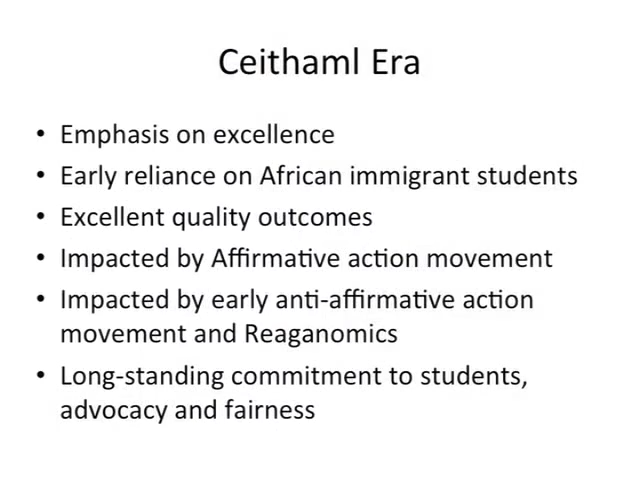 Ceithaml Era
• Emphasis on excellence
• Early reliance on African immigrant students
• Excellent quality outcomes
• Impacted by Affirmative action movement
• Impacted by early anti-affirmative action
movement and Reaganomics
• Long-standing commitment to students,
advocacy and fairness